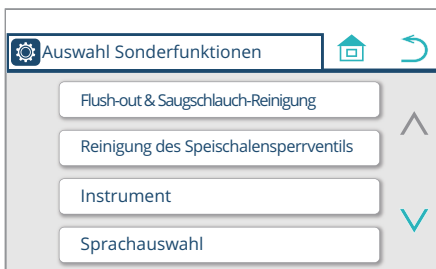 Auswahl Sonderfunktionen
Flush-out & Saugschlauch-Reinigung
Reinigung des Speischalensperrventils
Instrument
Sprachauswahl